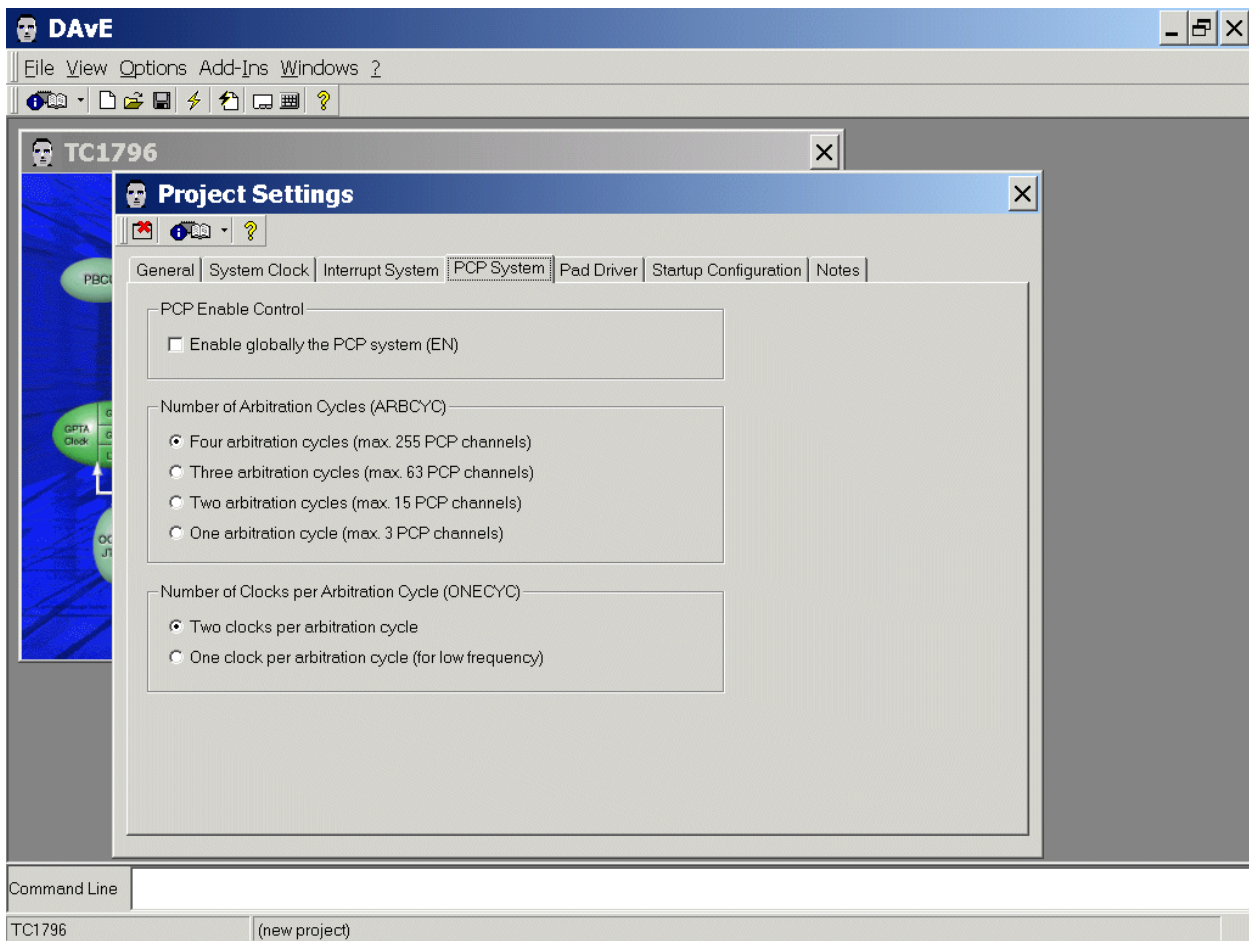 DAvE
File View Options Add-Ins Windows ?
TC1796
Project Settings
General System Clock Interrupt System PCP System Pad Driver Startup Configuration Notes
PCP Enable Control
Enable globally the PCP system (EN)
Number of Arbitration Cycles (ARBCYC)
Four arbitration cycles (max. 255 PCP channels)
Three arbitration cycles (max. 63 PCP channels)
Two arbitration cycles (max. 15 PCP channels)
One arbitration cycle (max. 3 PCP channels)
Number of Clocks per Arbitration Cycle (ONECYC)
Two clocks per arbitration cycle
One clock per arbitration cycle (for low frequency)
GPTA
Clock
Command Line
TC1796 (new project)